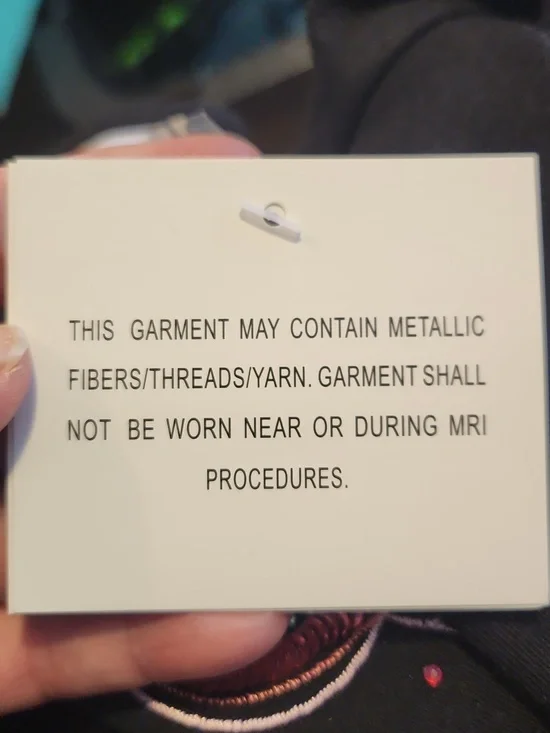 THIS GARMENT MAY CONTAIN METALLIC
FIBERS/THREADS/YARN. GARMENT SHALL
NOT BE WORN NEAR OR DURING MRI
PROCEDURES.